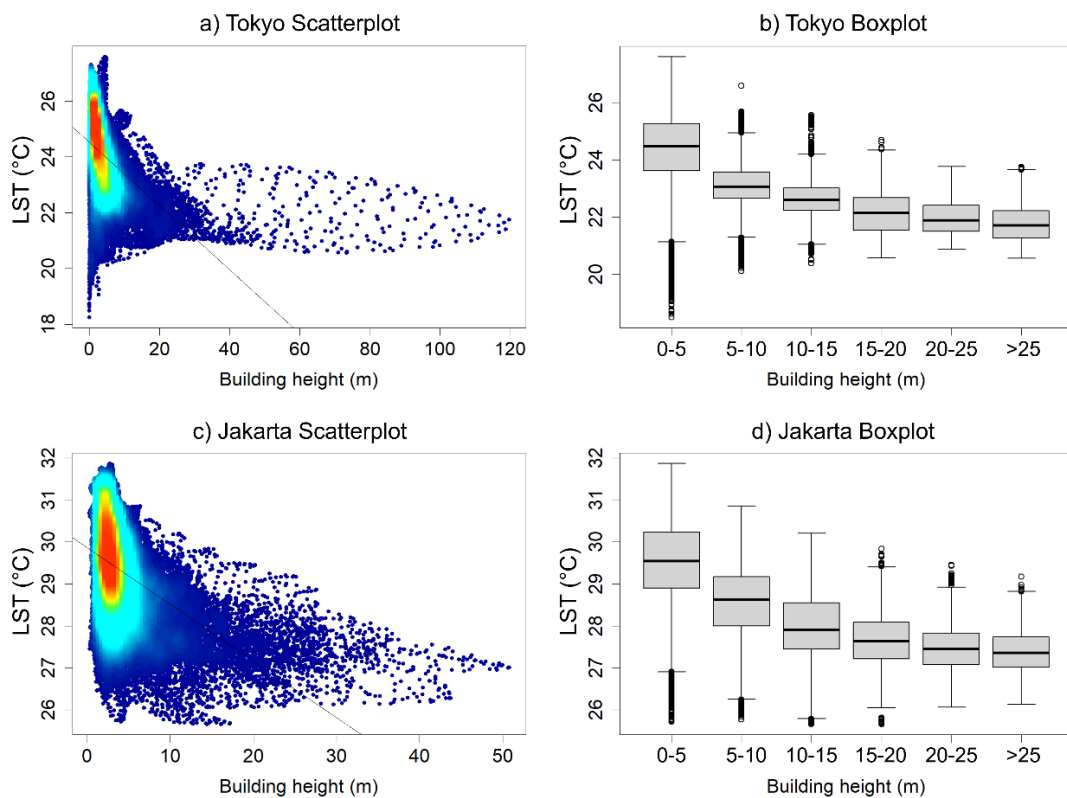 a) Tokyo Scatterplot
LST (°C)
26
24
22
20
18
0 20 40 60 80 100 120
Building height (m)
b) Tokyo Boxplot
LST (°C)
26
24
22
20
0-5 5-10 10-15 15-20 20-25 >25
Building height (m)
c) Jakarta Scatterplot
LST (°C)
32
31
30
29
28
27
26
0 10 20 30 40 50
Building height (m)
d) Jakarta Boxplot
LST (°C)
32
31
30
29
28
27
26
0-5 5-10 10-15 15-20 20-25 >25
Building height (m)